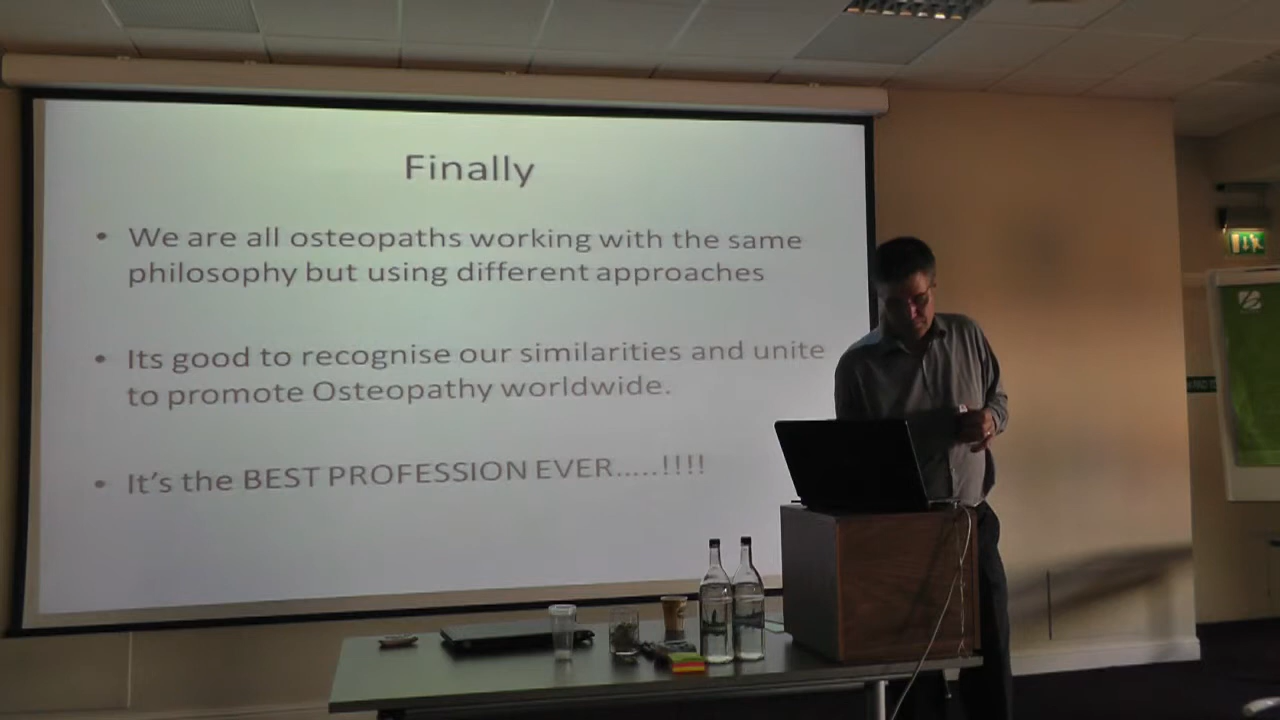 Finally
• We are all osteopaths working with the same
philosophy but using different approaches
• Its good to recognise our similarities and unite
to promote Osteopathy worldwide.
• It's the BEST PROFESSION EVER.....!!!!